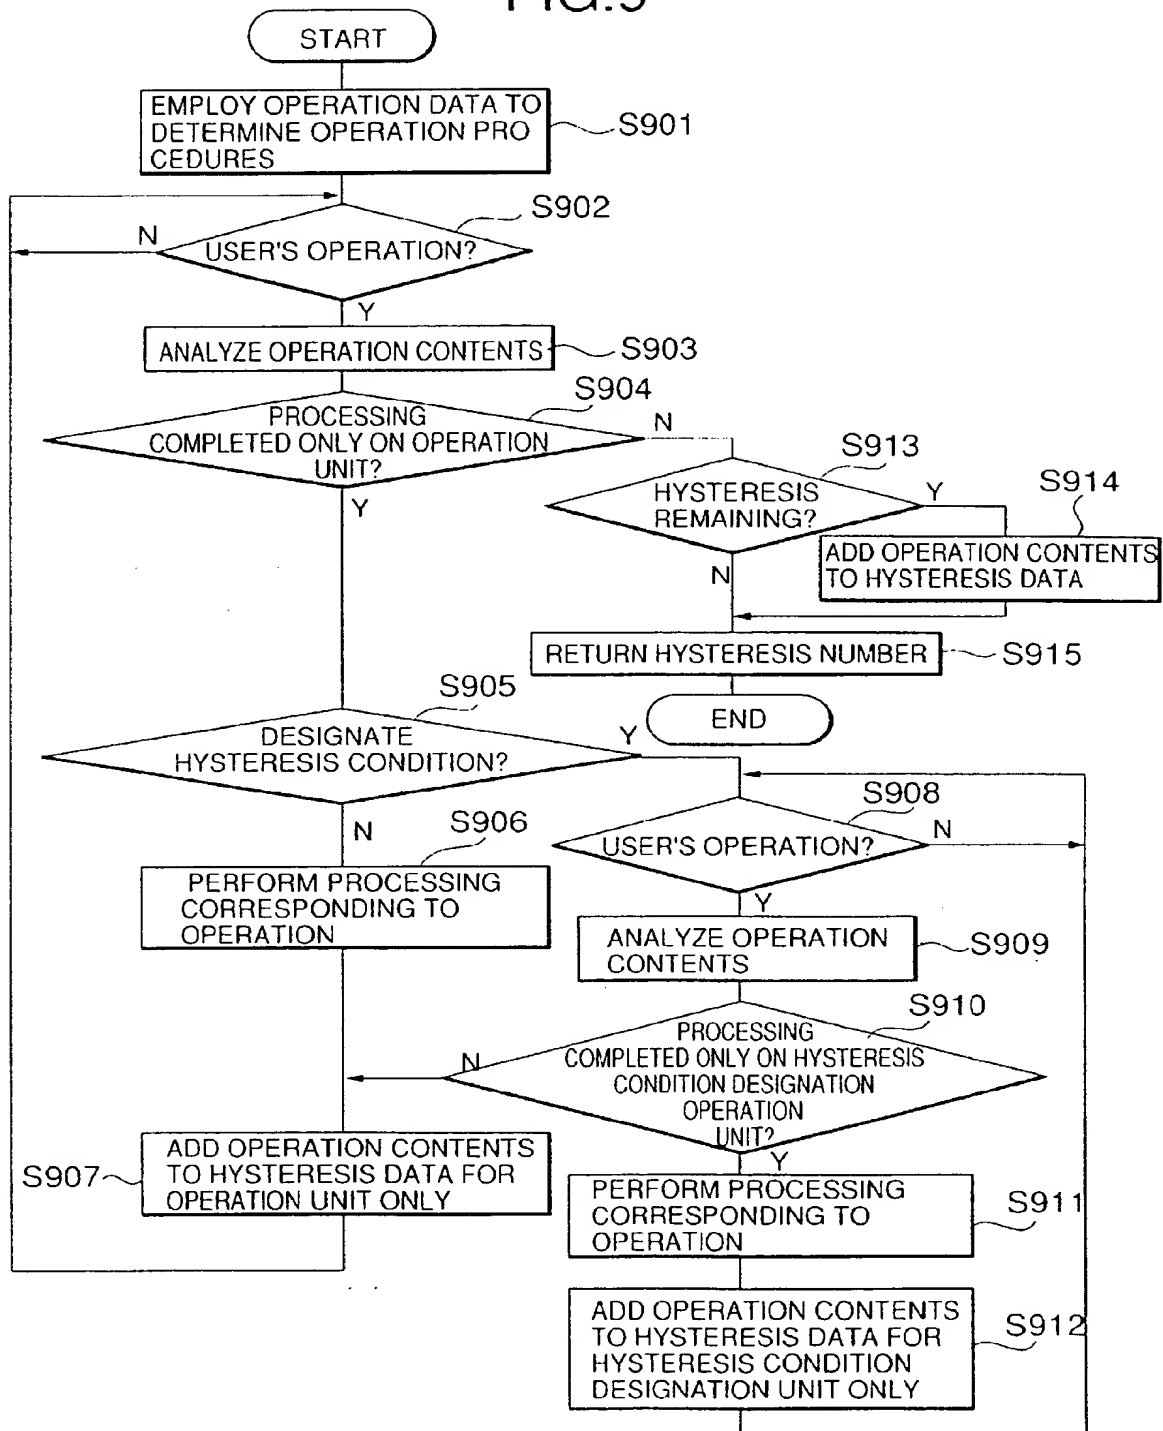 START
EMPLOY OPERATION DATA TO
DETERMINE OPERATION PRO
CEDURES
S901
S902
N
USER'S OPERATION?
Y
ANALYZE OPERATION CONTENTS
S903
S904
PROCESSING
COMPLETED ONLY ON OPERATION
UNIT?
N
Y
S913
HYSTERESIS
REMAINING?
Y
N
S914
ADD OPERATION CONTENTS
TO HYSTERESIS DATA
RETURN HYSTERESIS NUMBER
S915
END
S905
DESIGNATE
HYSTERESIS CONDITION?
Y
N
S906
PERFORM PROCESSING
CORRESPONDING TO
OPERATION
S908
USER'S OPERATION?
N
Y
ANALYZE OPERATION
CONTENTS
S909
S910
PROCESSING
COMPLETED ONLY ON HYSTERESIS
CONDITION DESIGNATION
OPERATION
UNIT?
N
Y
S907
ADD OPERATION CONTENTS
TO HYSTERESIS DATA FOR
OPERATION UNIT ONLY
PERFORM PROCESSING
CORRESPONDING TO
OPERATION
S911
ADD OPERATION CONTENTS
TO HYSTERESIS DATA FOR
HYSTERESIS CONDITION
DESIGNATION UNIT ONLY
S912